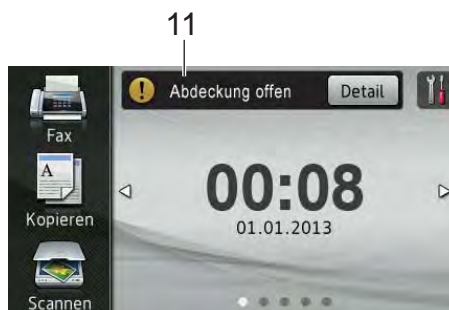 11
Abdeckung offen
Detail
Fax
A
Kopieren
00:08
01.01.2013
Scannen